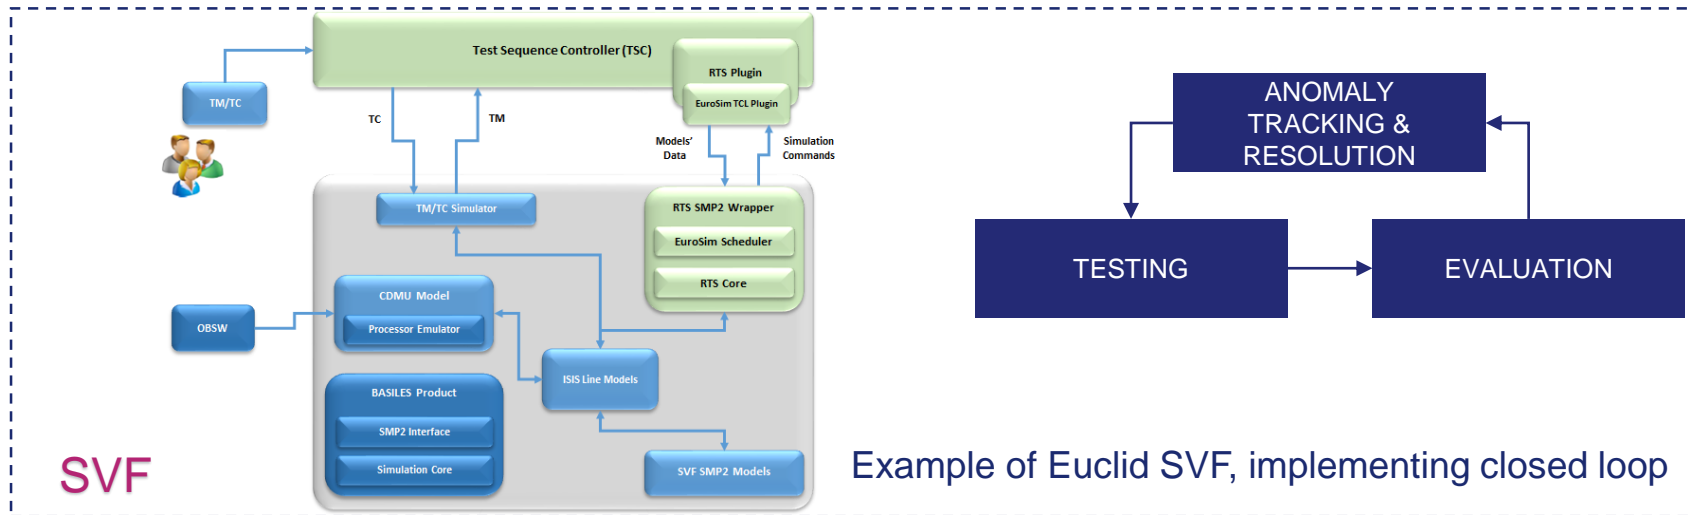 Test Sequence Controller (TSC)
RTS Plugin
EuroSim TCL Plugin
TM/TC
TC
TM
Models'
Data
Simulation
Commands
TM/TC Simulator
RTS SMP2 Wrapper
EuroSim Scheduler
RTS Core
CDMU Model
Processor Emulator
OBSW
ISIS Line Models
BASILES Product
SMP2 Interface
Simulation Core
SVF SMP2 Models
SVF
ANOMALY
TRACKING &
RESOLUTION
TESTING
EVALUATION
Example of Euclid SVF, implementing closed loop